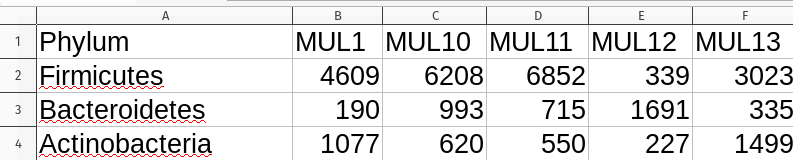 A B C D E F
1 Phylum MUL1 MUL10 MUL11 MUL12 MUL13
2 Firmicutes 4609 6208 6852 339 3023
3 Bacteroidetes 190 993 715 1691 335
4 Actinobacteria 1077 620 550 227 1499